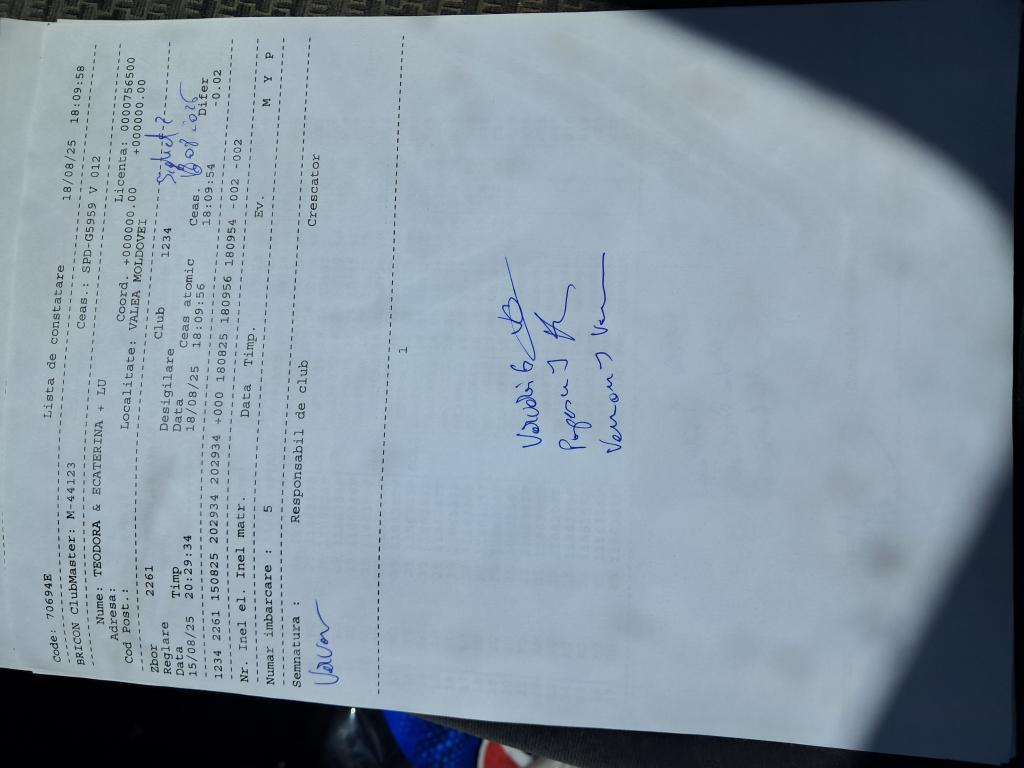 Code: 70694E Lista de constatare 18/08/25 18:09:58
BRICON ClubMaster: M-44123 Ceas.: SPD-G5959 V 012
Nume: TEODORA & ECATERINA + LU
Adresa: Coord. +000000.00 Licenta: 0000756500
Cod Post.: Localitate: VALEA MOLDOVEI +000000.00
Zbor 2261 Club 1234
Reglare Desigilare
Data Timp Data Ceas atomic Ceas. Difer
15/08/25 20:29:34 18/08/25 18:09:56 18:09:54 -0.02
1234 2261 150825 202934 202934 +000 180825 180956 180954 -002 -002
Nr. Inel el. Inel matr. Data Timp. Ev. M Y P
Numar imbarcare : 5
Semnatura : Responsabil de club Crescator
1